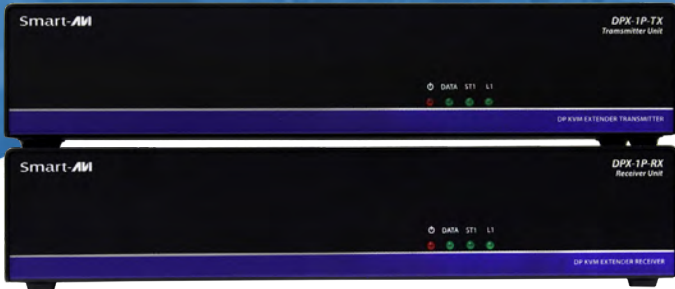 Smart-AVI
DPX-1P-TX
Tramsmitter Unit
DATA ST1 L1
DP KVM EXTENDER TRANSMITTER
Smart-AVI
DPX-1P-RX
Receiver Unit
DATA ST1 L1
DP KVM EXTENDER RECEIVER